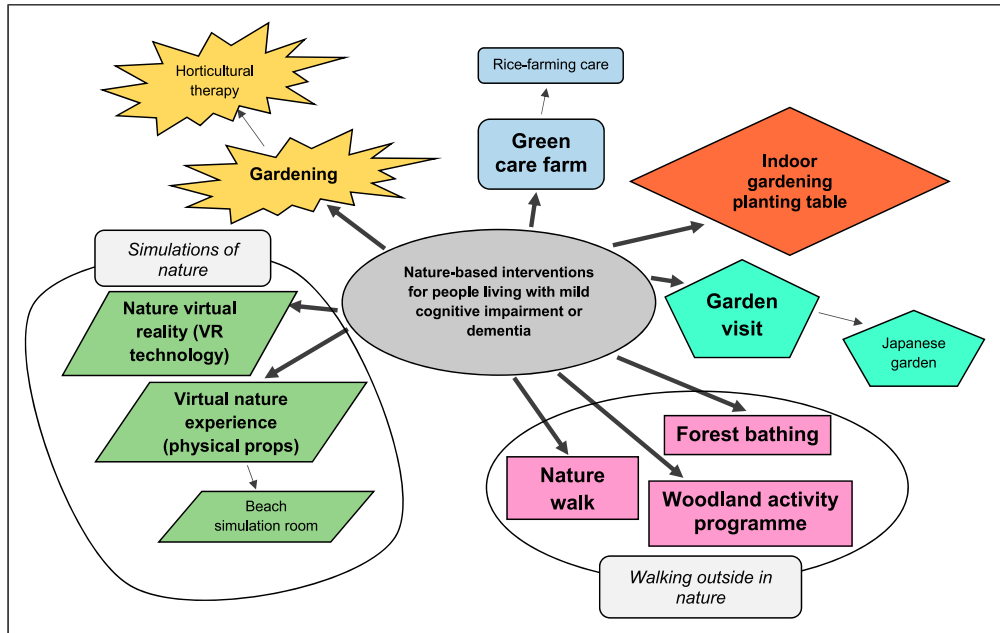 Horticultural
therapy
Rice-farming care
Gardening
Green
care farm
Indoor
gardening
planting table
Simulations of
nature
Nature-based interventions
for people living with mild
cognitive impairment or
dementia
Nature virtual
reality (VR
technology)
Garden
visit
Japanese
garden
Virtual nature
experience
(physical props)
Forest bathing
Nature
walk
Woodland activity
programme
Beach
simulation room
Walking outside in
nature